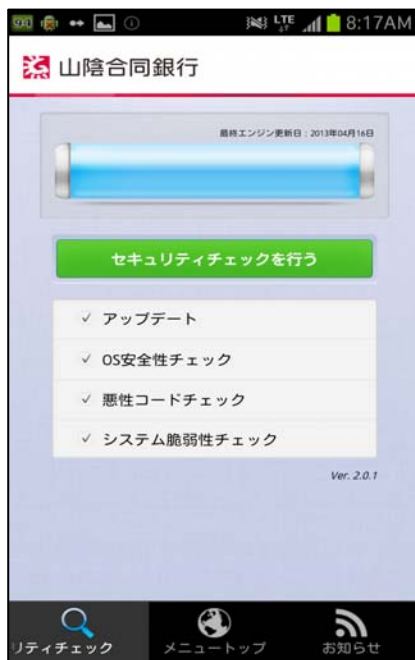 LTE 8:17AM
山陰合同銀行
最終エンジン更新日：2013年04月16日
セキュリティチェックを行う
✓ アップデート
✓ OS安全性チェック
✓ 悪性コードチェック
✓ システム脆弱性チェック
Ver. 2.0.1
リティチェック メニュートップ お知らせ